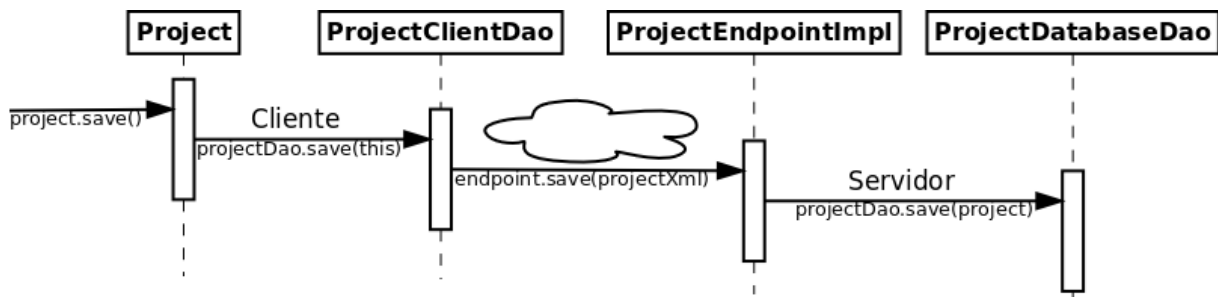 Project
ProjectClientDao
ProjectEndpointImpl
ProjectDatabaseDao
project.save()
Cliente
projectDao.save(this)
endpoint.save(projectXml)
Servidor
projectDao.save(project)